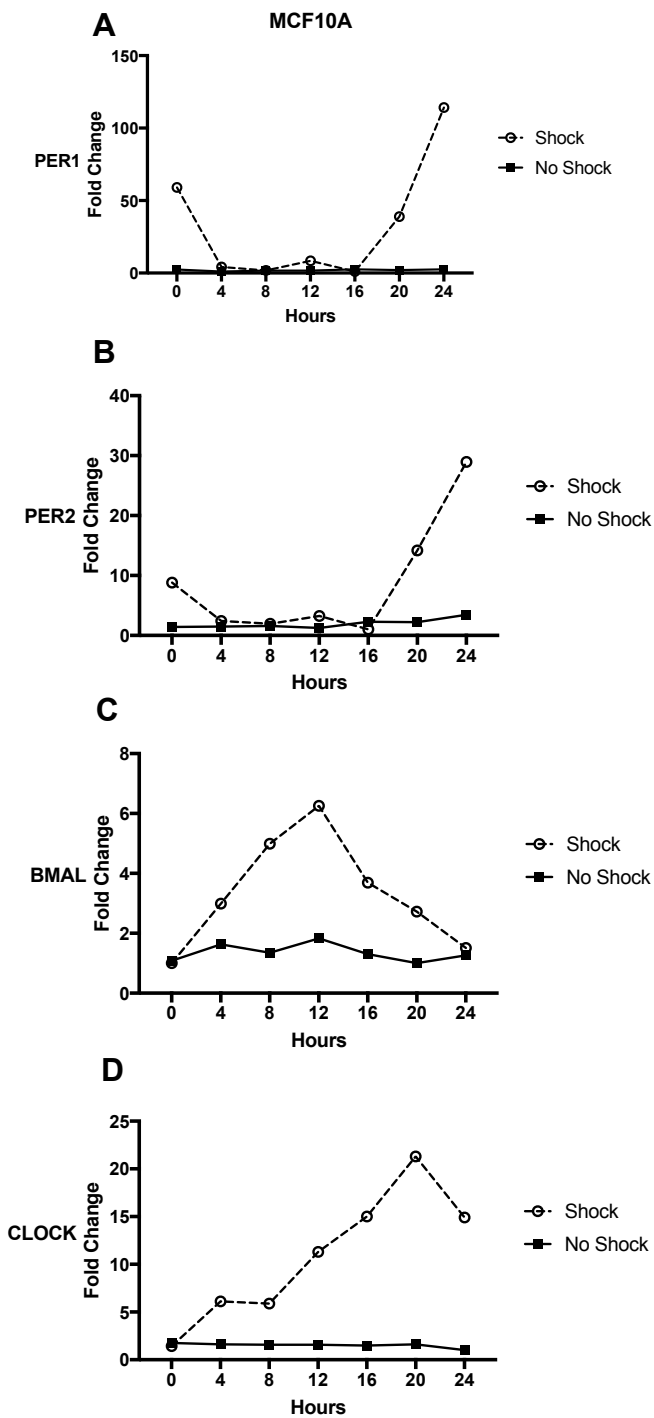 A
MCF10A
150
100
50
0
PER1
Fold Change
0 4 8 12 16 20 24
Hours
Shock
No Shock
B
40
30
20
10
0
PER2
Fold Change
0 4 8 12 16 20 24
Hours
Shock
No Shock
C
8
6
4
2
0
BMAL
Fold Change
0 4 8 12 16 20 24
Hours
Shock
No Shock
D
25
20
15
10
5
0
CLOCK
Fold Change
0 4 8 12 16 20 24
Hours
Shock
No Shock